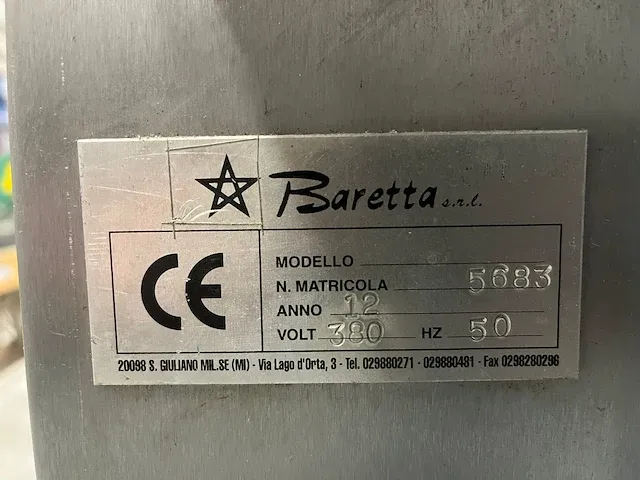 Baretta s.r.l.
CE
MODELLO
N. MATRICOLA 5683
ANNO 12
VOLT 380 HZ 50
20098 S. GIULIANO MIL.SE (MI) - Via Lago d'Orta, 3 - Tel. 029880271 - 029880481 - Fax 0298280296